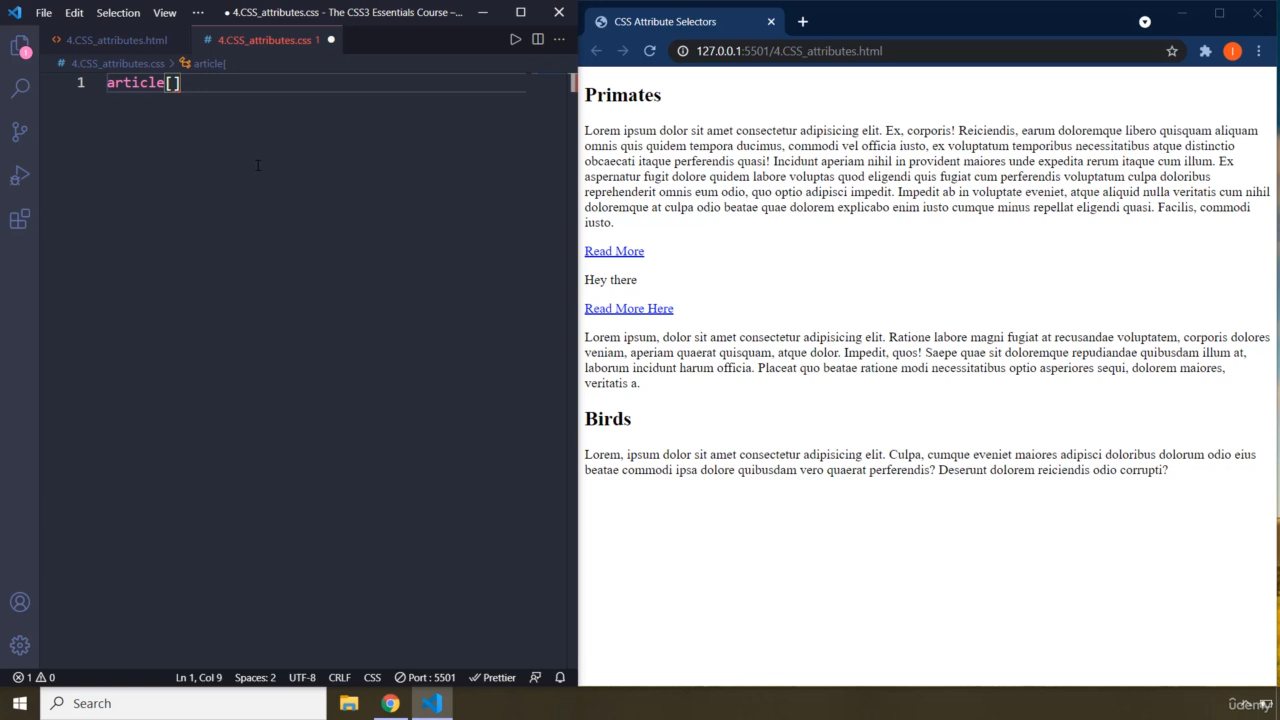 File Edit Selection View ··· ● 4.CSS_attributes.css - The CSS3 Essentials Course –...
CSS Attribute Selectors
<> 4.CSS_attributes.html # 4.CSS_attributes.css 1 ●
127.0.0.1:5501/4.CSS_attributes.html
I
1
# 4.CSS_attributes.css > article[
1 article[]
Primates
Lorem ipsum dolor sit amet consectetur adipisicing elit. Ex, corporis! Reiciendis, earum doloremque libero quisquam aliquam
omnis quis quidem tempora ducimus, commodi vel officia iusto, ex voluptatum temporibus necessitatibus atque distinctio
obcaecati itaque perferendis quasi! Incidunt aperiam nihil in provident maiores unde expedita rerum itaque cum illum. Ex
aspernatur fugit dolore quidem labore voluptas quod eligendi quis fugiat cum perferendis voluptatum culpa doloribus
reprehenderit omnis eum odio, quo optio adipisci impedit. Impedit ab in voluptate eveniet, atque aliquid nulla veritatis cum nihil
doloremque at culpa odio beatae quae dolorem explicabo enim iusto cumque minus repellat eligendi quasi. Facilis, commodi
iusto.
Read More
Hey there
Read More Here
Lorem ipsum, dolor sit amet consectetur adipisicing elit. Ratione labore magni fugiat at recusandae voluptatem, corporis dolores
veniam, aperiam quaerat quisquam, atque dolor. Impedit, quos! Saepe quae sit doloremque repudiandae quibusdam illum at,
laborum incidunt harum officia. Placeat quo beatae ratione modi necessitatibus optio asperiores sequi, dolorem maiores,
veritatis a.
Birds
Lorem, ipsum dolor sit amet consectetur adipisicing elit. Culpa, cumque eveniet maiores adipisci doloribus dolorum odio eius
beatae commodi ipsa dolore quibusdam vero quaerat perferendis? Deserunt dolorem reiciendis odio corrupti?
1 0 Ln 1, Col 9 Spaces: 2 UTF-8 CRLF CSS Port : 5501 Prettier
Search
udemy